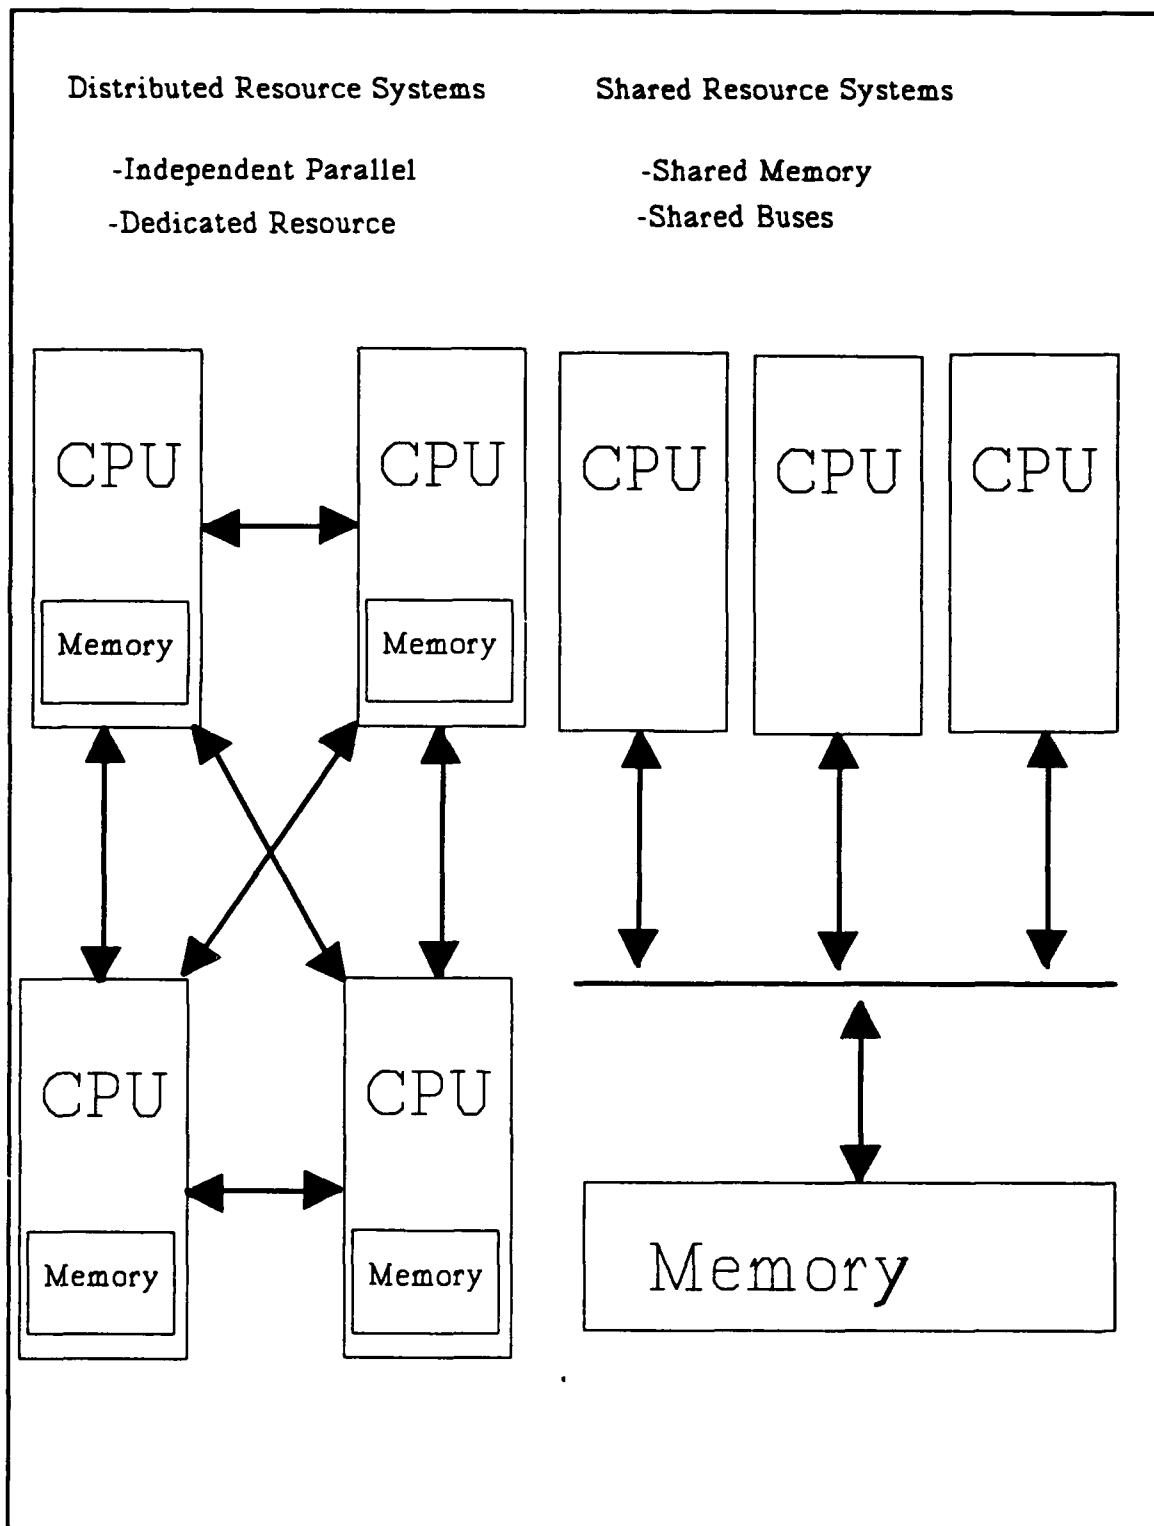 Distributed Resource Systems
-Independent Parallel
-Dedicated Resource
Shared Resource Systems
-Shared Memory
-Shared Buses
CPU
CPU
Memory
Memory
CPU
CPU
Memory
Memory
CPU
CPU
CPU
Memory